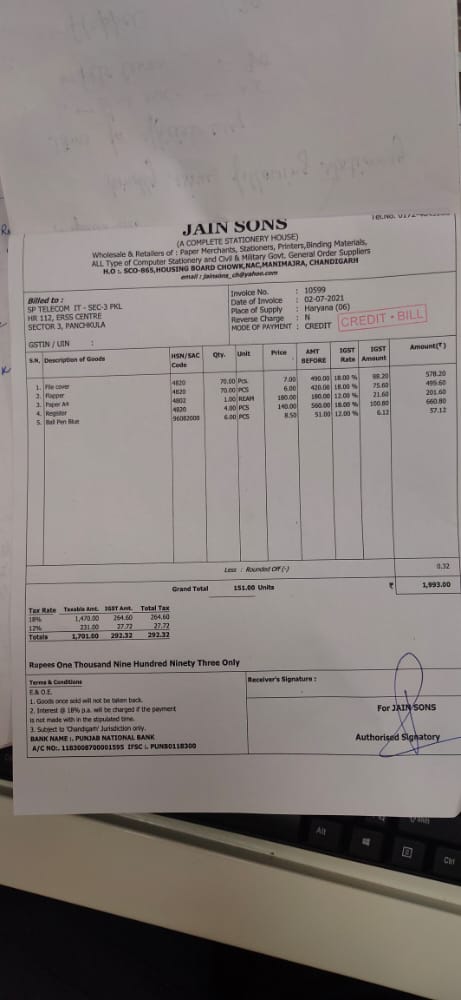 JAIN SONS
(A COMPLETE STATIONERY HOUSE)
Wholesale & Retailers of : Paper Merchants, Stationers, Printers,Binding Materials,
ALL Type of Computer Stationery and Civil & Military Govt. General Order Suppliers
H.O :. SCO-865,HOUSING BOARD CHOWK,NAC,MANIMAJRA, CHANDIGARH
email : jainsons_ch@yahoo.com
Billed to :
SP TELECOM IT - SEC-3 PKL
HR 112, ERSS CENTRE
SECTOR 3, PANCHKULA
GSTIN / UIN :
Invoice No. : 10599
Date of Invoice : 02-07-2021
Place of Supply : Haryana (06)
Reverse Charge : N
MODE OF PAYMENT : CREDIT
CREDIT - BILL
S.N. Description of Goods HSN/SAC Code Qty. Unit Price AMT BEFORE IGST Rate IGST Amount Amount(₹)
1. File cover 4820 70.00 Pcs. 7.00 490.00 18.00 % 88.20 578.20
2. Flapper 4820 70.00 PCS 6.00 420.00 18.00 % 75.60 495.60
3. Paper A4 4802 1.00 REAM 180.00 180.00 12.00 % 21.60 201.60
4. Register 4820 4.00 PCS 140.00 560.00 18.00 % 100.80 660.80
5. Ball Pen Blue 96082000 6.00 PCS 8.50 51.00 12.00 % 6.12 57.12
Less : Rounded Off (-) 0.32
Grand Total 151.00 Units ₹ 1,993.00
Tax Rate Taxable Amt. IGST Amt. Total Tax
18% 1,470.00 264.60 264.60
12% 231.00 27.72 27.72
Totals 1,701.00 292.32 292.32
Rupees One Thousand Nine Hundred Ninety Three Only
Terms & Conditions
E.& O.E.
1. Goods once sold will not be taken back.
2. Interest @ 18% p.a. will be charged if the payment
is not made with in the stipulated time.
3. Subject to 'Chandigarh' Jurisdiction only.
BANK NAME :. PUNJAB NATIONAL BANK
A/C NO:. 1183008700001595 IFSC :. PUNB0118300
Receiver's Signature :
For JAIN SONS
Authorised Signatory
Alt
Ctrl